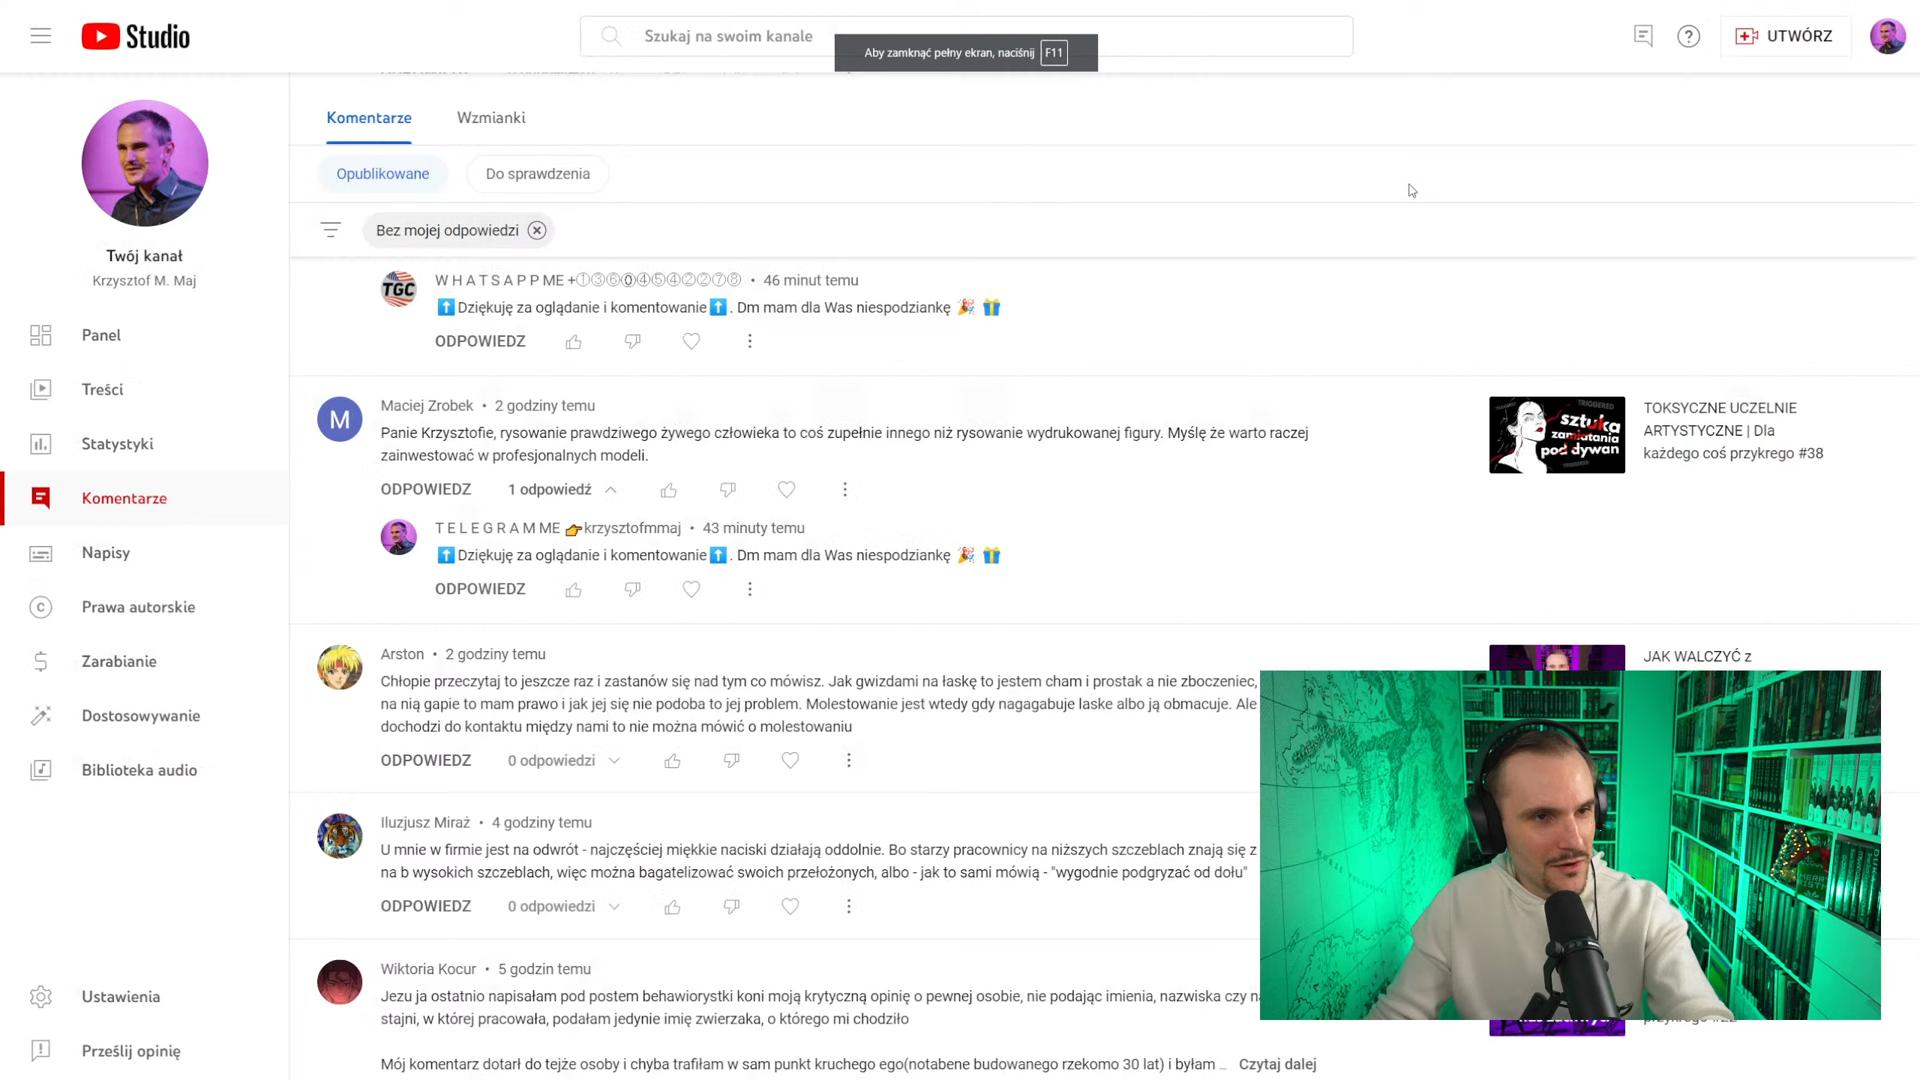 Studio
Szukaj na swoim kanale
Aby zamknąć pełny ekran, naciśnij F11
UTWÓRZ
Twój kanał
Krzysztof M. Maj
Panel
Treści
Statystyki
Komentarze
Napisy
Prawa autorskie
Zarabianie
Dostosowywanie
Biblioteka audio
Ustawienia
Prześlij opinię
Komentarze
Wzmianki
Opublikowane
Do sprawdzenia
Bez mojej odpowiedzi
TGC
W H A T S A P P ME +①③⑥⓪④⑤④②②⑦⑧ • 46 minut temu
⬆️Dziękuję za oglądanie i komentowanie⬆️. Dm mam dla Was niespodziankę 🎉 🎁
ODPOWIEDZ
M
Maciej Zrobek • 2 godziny temu
Panie Krzysztofie, rysowanie prawdziwego żywego człowieka to coś zupełnie innego niż rysowanie wydrukowanej figury. Myślę że warto raczej
zainwestować w profesjonalnych modeli.
ODPOWIEDZ
1 odpowiedź
TRIGGERED
sztuka
zamiatania
pod dywan
TOKSYCZNE UCZELNIE
ARTYSTYCZNE | Dla
każdego coś przykrego #38
T E L E G R A M ME 👉krzysztofmmaj • 43 minuty temu
⬆️Dziękuję za oglądanie i komentowanie⬆️. Dm mam dla Was niespodziankę 🎉 🎁
ODPOWIEDZ
Arston • 2 godziny temu
Chłopie przeczytaj to jeszcze raz i zastanów się nad tym co mówisz. Jak gwizdami na łaskę to jestem cham i prostak a nie zboczeniec,
na nią gapie to mam prawo i jak jej się nie podoba to jej problem. Molestowanie jest wtedy gdy nagagabuje łaske albo ją obmacuje. Ale
dochodzi do kontaktu między nami to nie można mówić o molestowaniu
ODPOWIEDZ
0 odpowiedzi
JAK WALCZYĆ z
Iluzjusz Miraż • 4 godziny temu
U mnie w firmie jest na odwrót - najczęściej miękkie naciski działają oddolnie. Bo starzy pracownicy na niższych szczeblach znają się z
na b wysokich szczeblach, więc można bagatelizować swoich przełożonych, albo - jak to sami mówią - "wygodnie podgryzać od dołu"
ODPOWIEDZ
0 odpowiedzi
Wiktoria Kocur • 5 godzin temu
Jezu ja ostatnio napisałam pod postem behawiorystki koni moją krytyczną opinię o pewnej osobie, nie podając imienia, nazwiska czy
stajni, w której pracowała, podałam jedynie imię zwierzaka, o którego mi chodziło
Mój komentarz dotarł do tejże osoby i chyba trafiłam w sam punkt kruchego ego(notabene budowanego rzekomo 30 lat) i byłam ...
Czytaj dalej